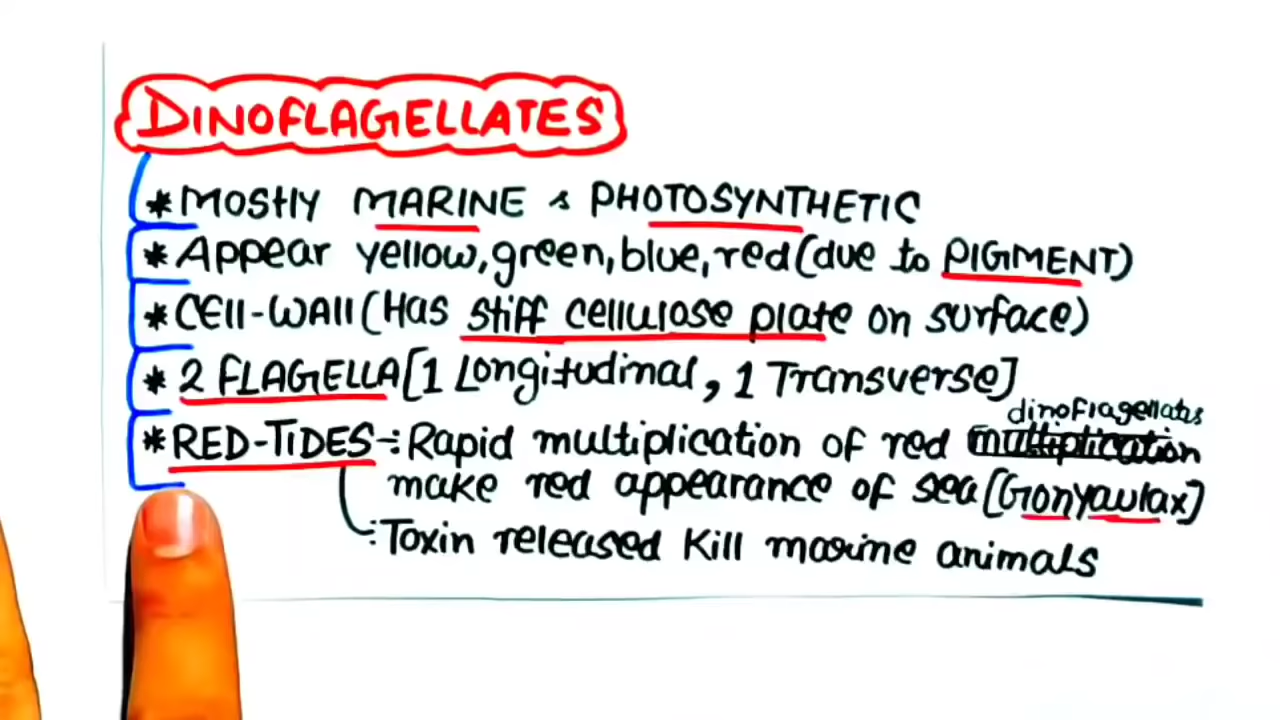 DINOFLAGELLATES
* MOSTLY MARINE & PHOTOSYNTHETIC
* Appear yellow, green, blue, red (due to PIGMENT)
* CELL-WALL (Has stiff cellulose plate on surface)
* 2 FLAGELLA [1 Longitudinal, 1 Transverse]
dinoflagellates
* RED-TIDES -: Rapid multiplication of red multiplication
make red appearance of sea [Gonyawlax]
: Toxin released Kill marine animals